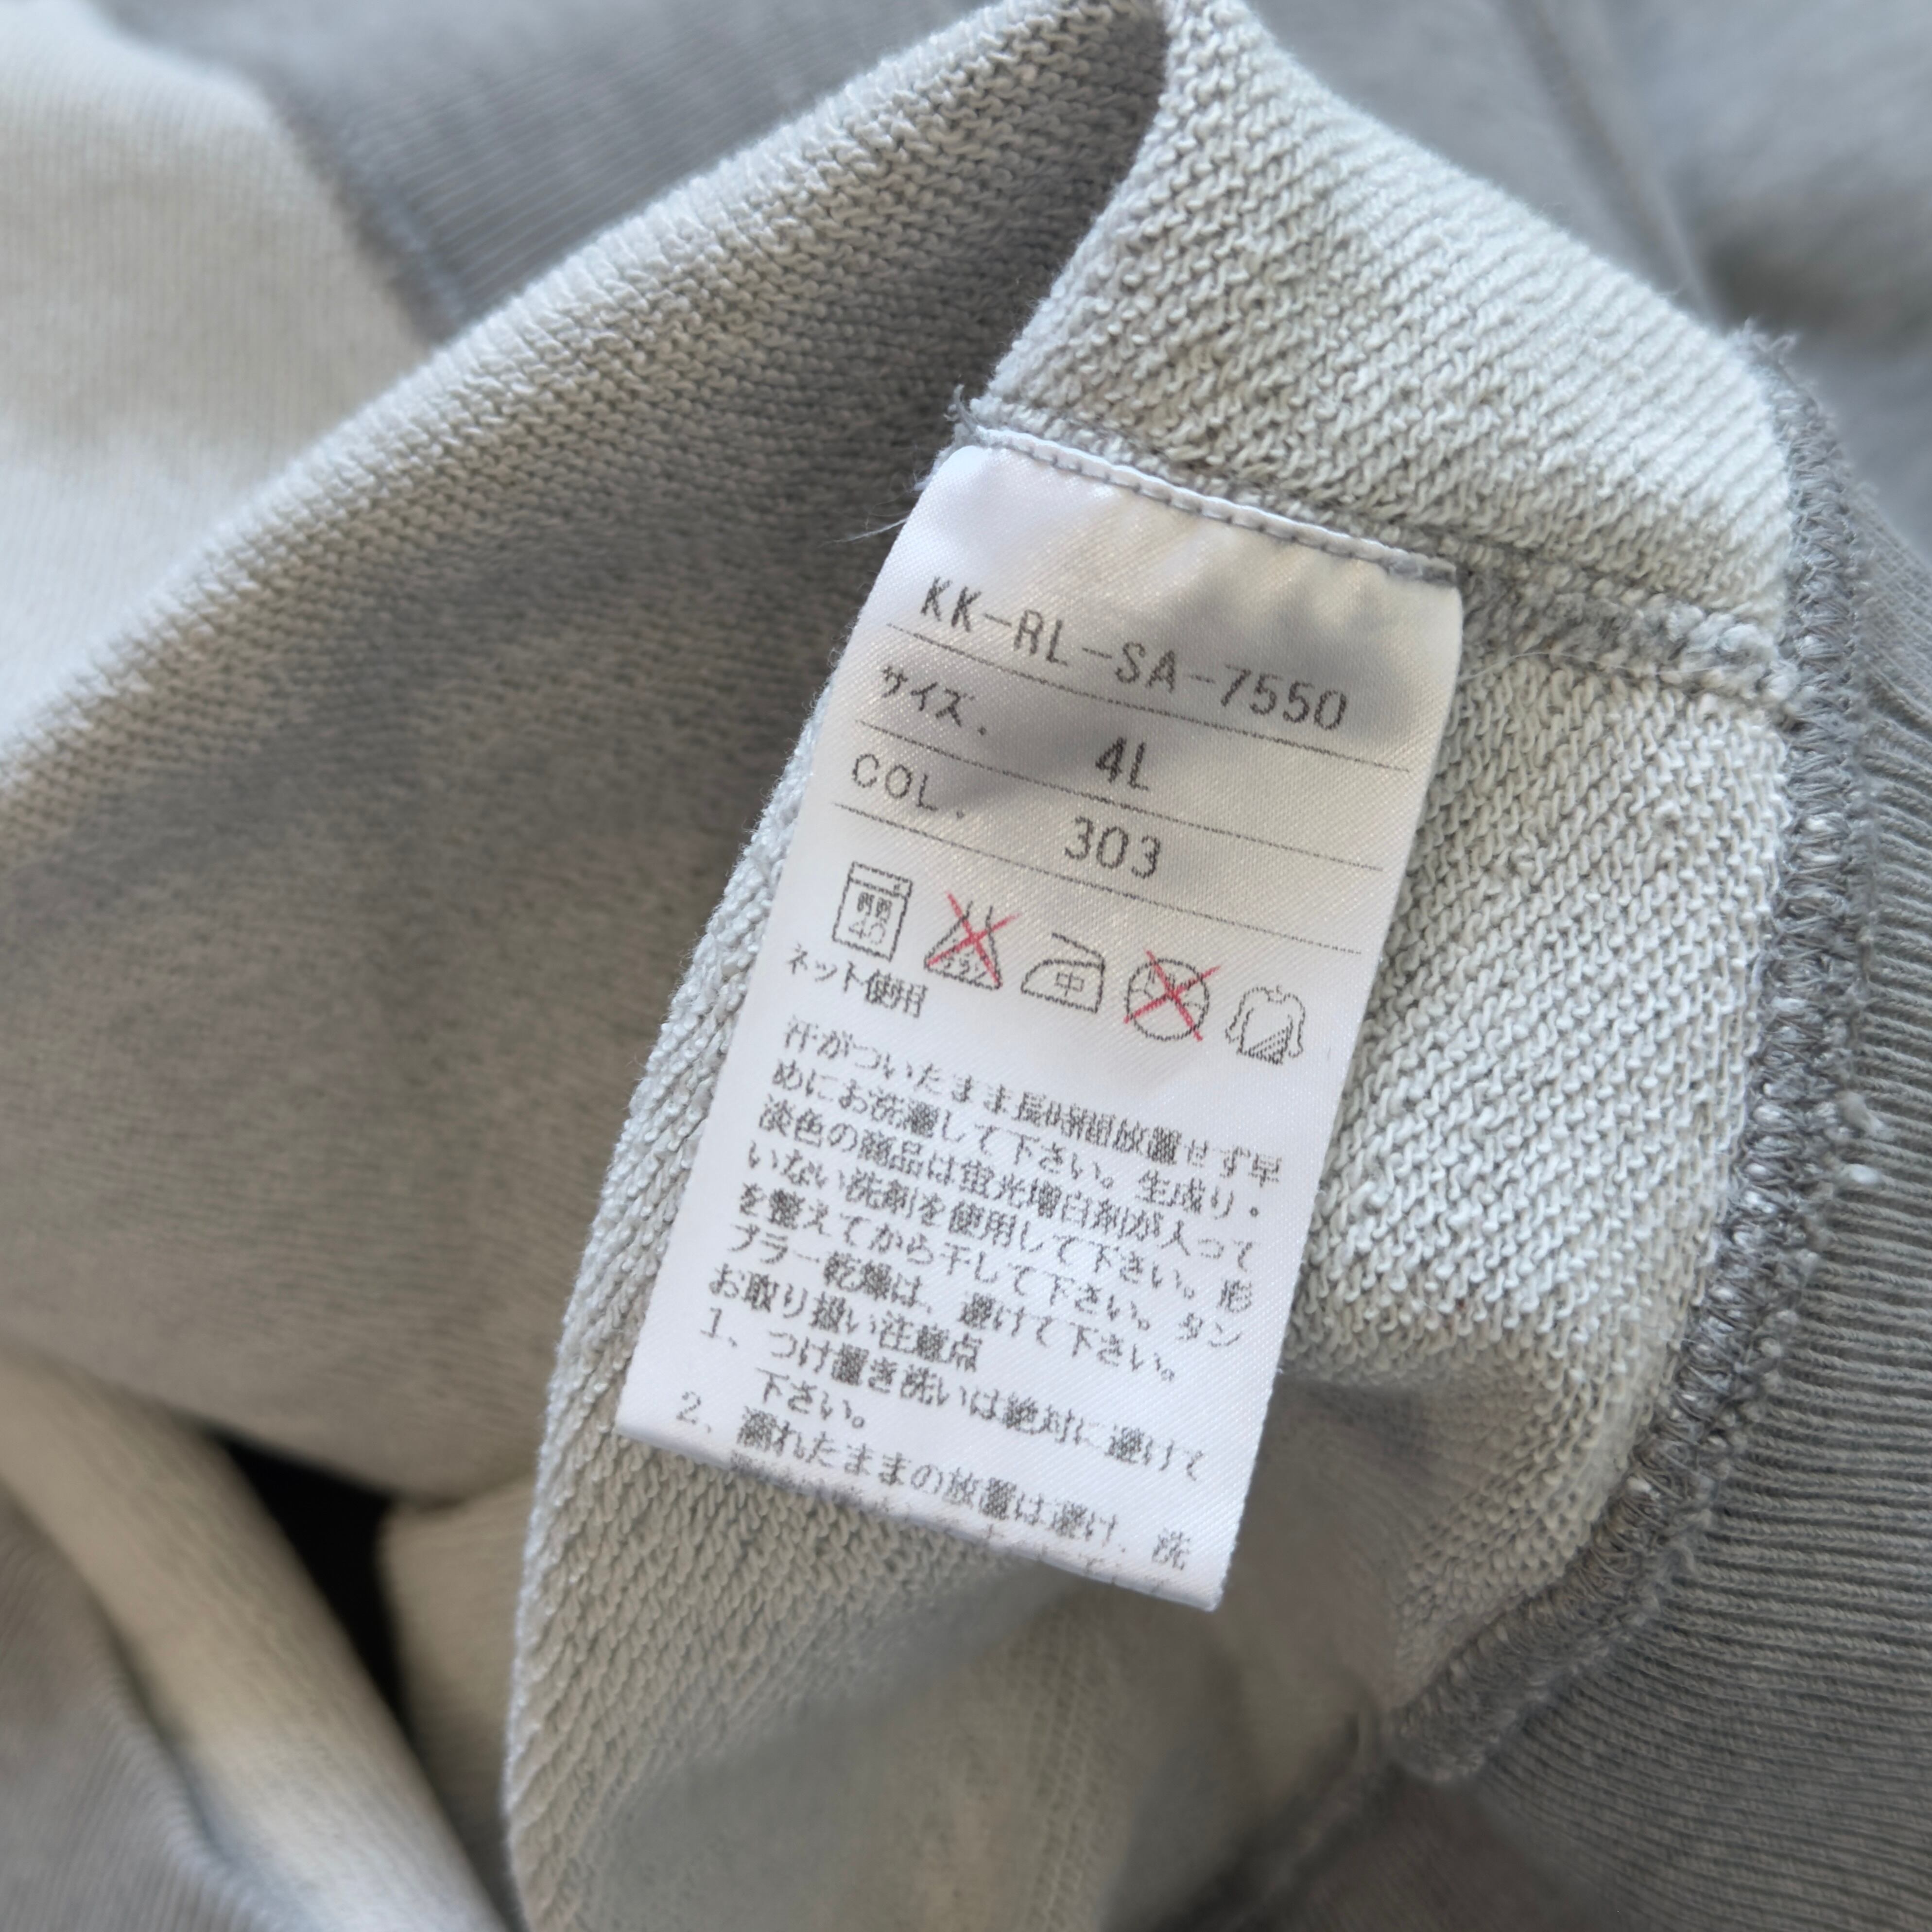 KK-RL-SA-7550
サイズ. 4L
COL. 303
40
エンソ
中
ネット使用
汗がついたまま長時間放置せず早
めにお洗濯して下さい。生成り・
淡色の商品は蛍光増白剤が入って
いない洗剤を使用して下さい。形
を整えてから干して下さい。タン
ブラー乾燥は、避けて下さい。
お取り扱い注意点
1、つけ置き洗いは絶対に避けて
下さい。
2、濡れたままの放置は避け、洗